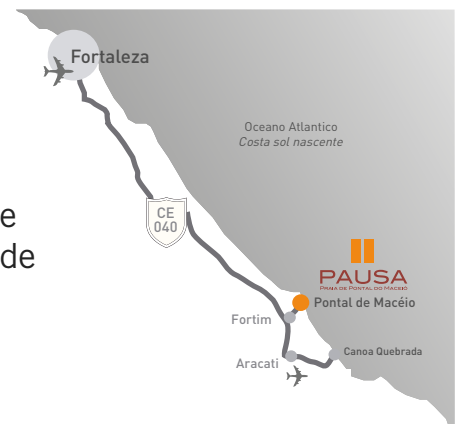 Fortaleza
Oceano Atlantico
Costa sol nascente
e
de
CE
040
PAUSA
PRAIA DE PONTAL DO MACEIÓ
Pontal de Macéio
Fortim
Canoa Quebrada
Aracati